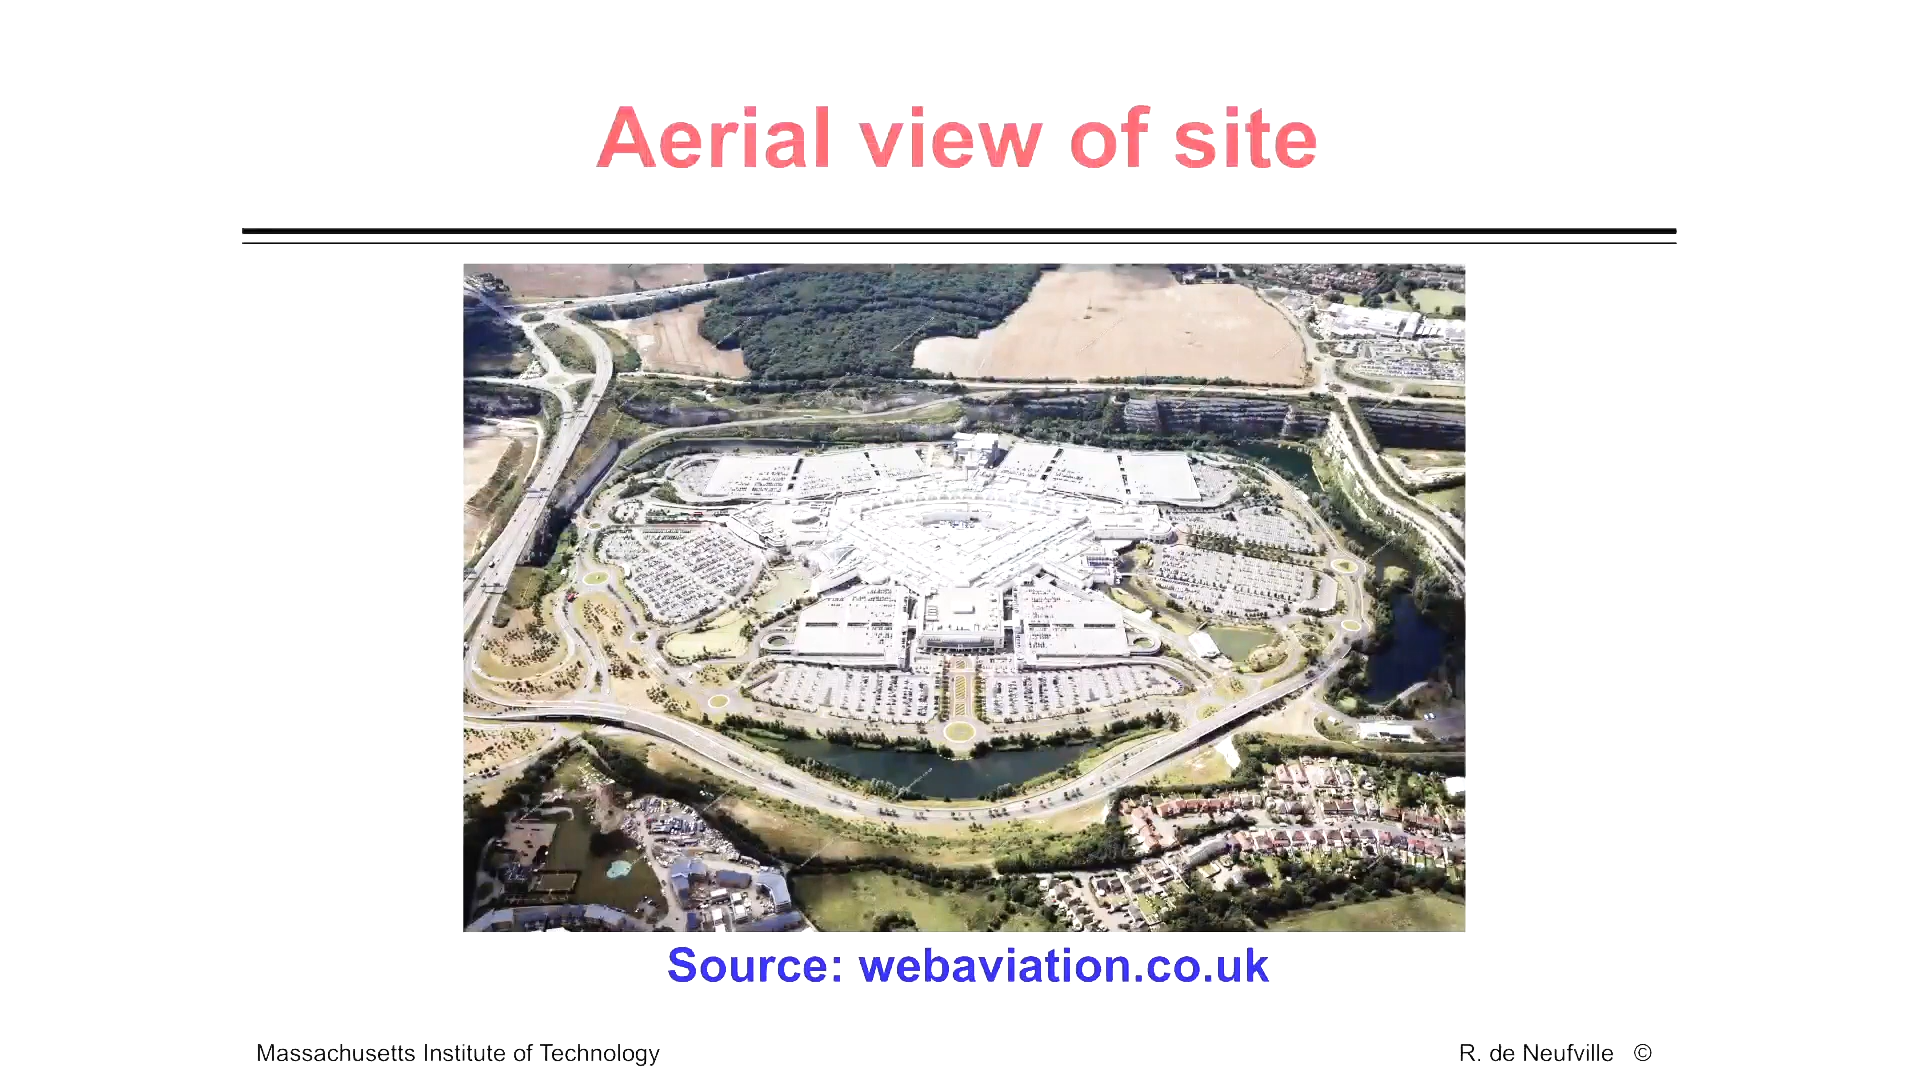 Aerial view of site
Source: webaviation.co.uk
Massachusetts Institute of Technology
R. de Neufville ©